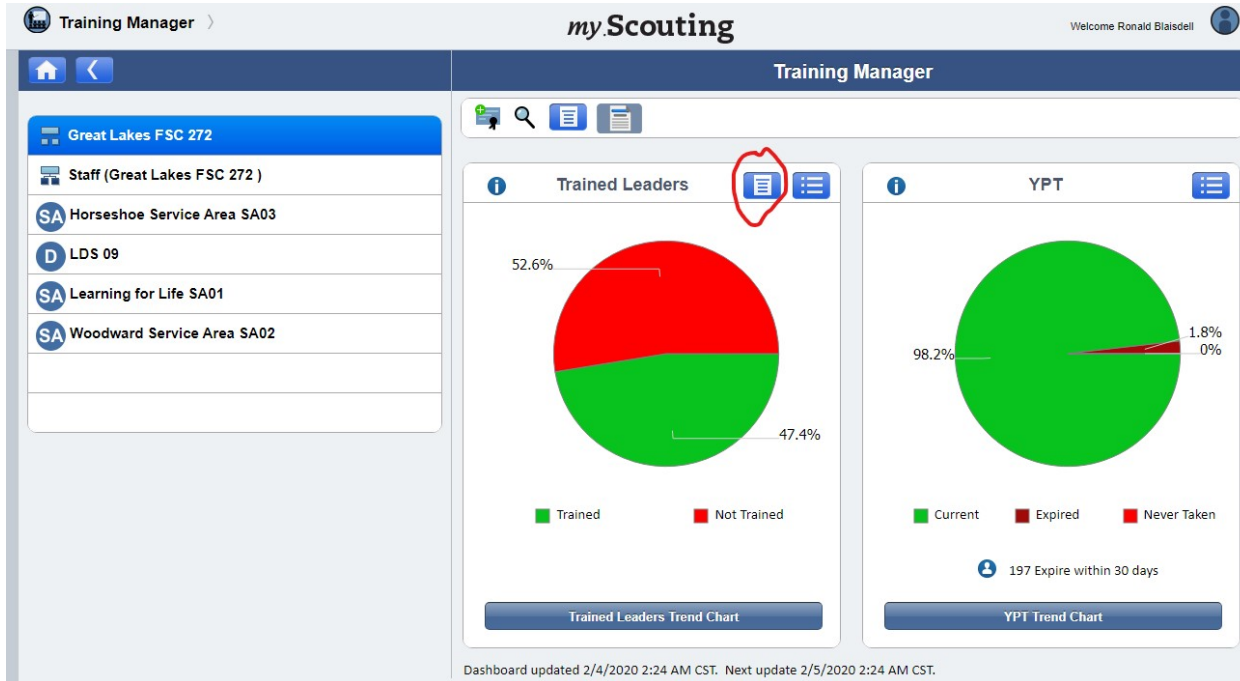 Training Manager
my.Scouting
Welcome Ronald Blaisdell
Training Manager
Great Lakes FSC 272
Staff (Great Lakes FSC 272 )
SA Horseshoe Service Area SA03
D LDS 09
SA Learning for Life SA01
SA Woodward Service Area SA02
Trained Leaders
52.6%
47.4%
Trained Not Trained
Trained Leaders Trend Chart
YPT
1.8%
98.2% 0%
Current Expired Never Taken
197 Expire within 30 days
YPT Trend Chart
Dashboard updated 2/4/2020 2:24 AM CST. Next update 2/5/2020 2:24 AM CST.